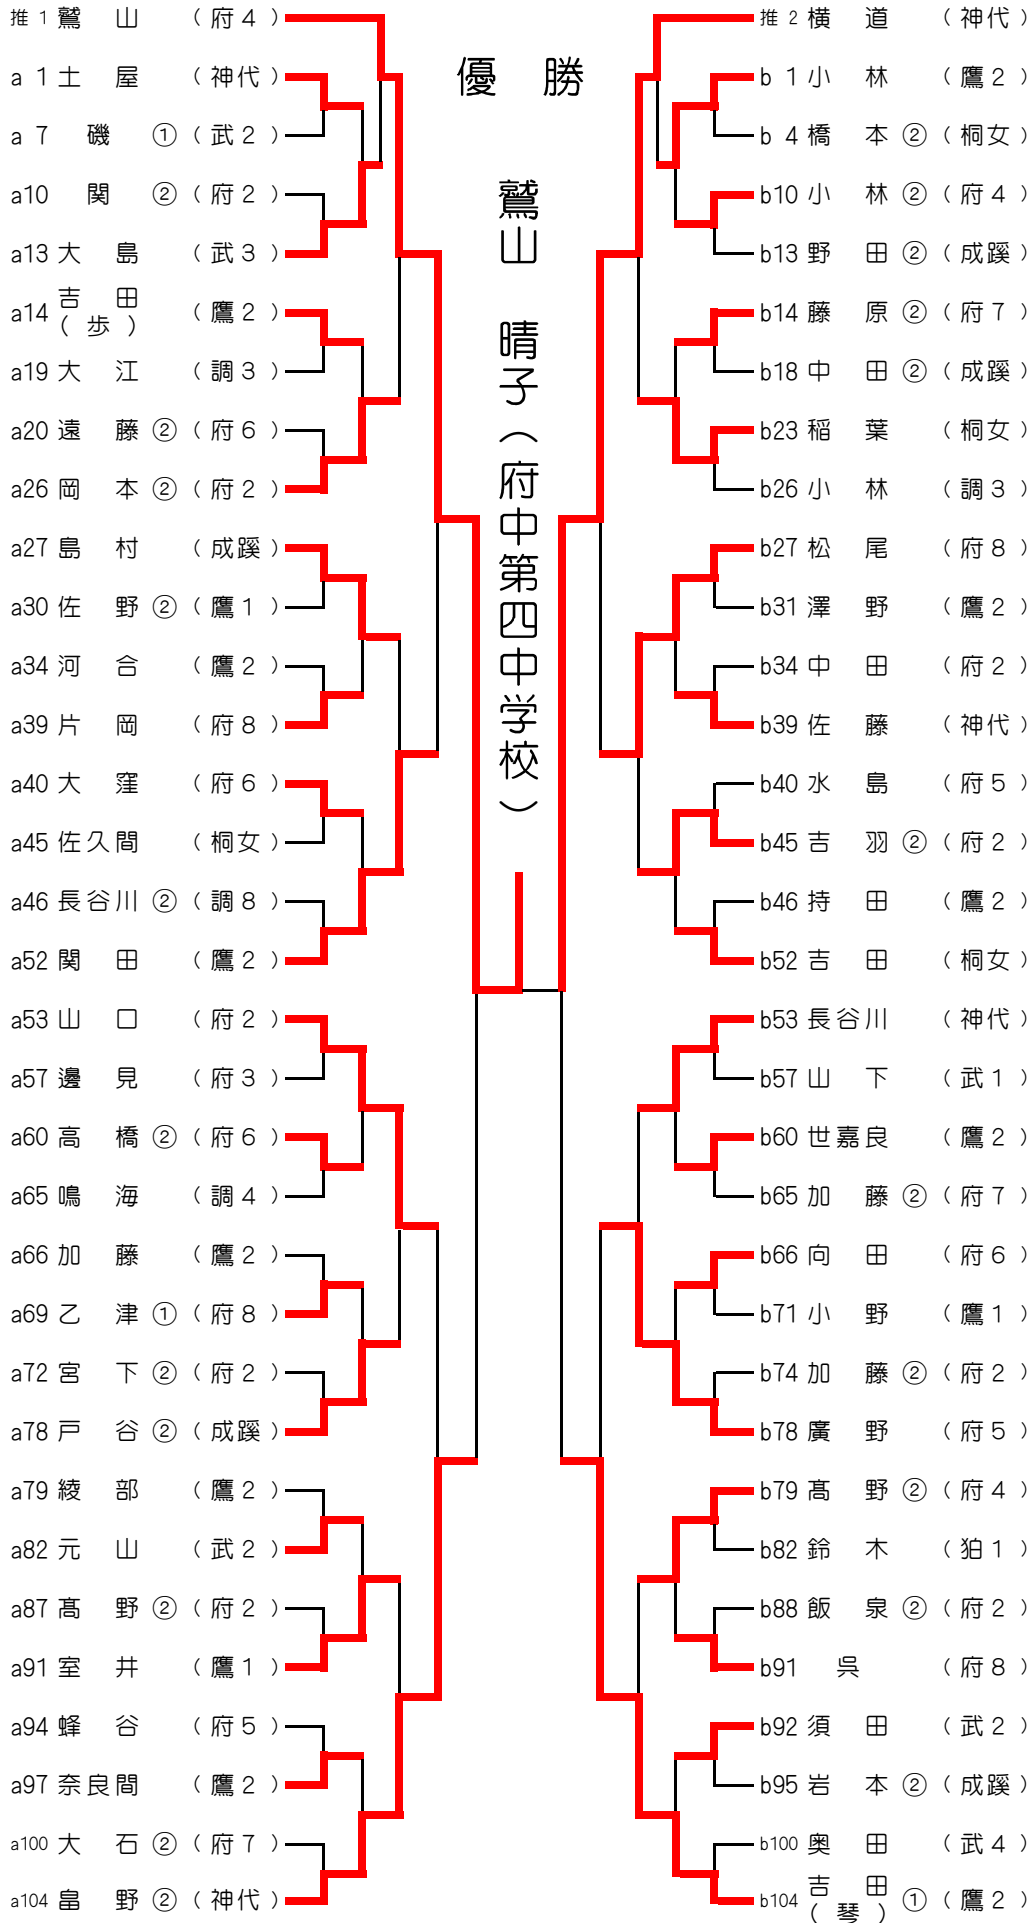 優 勝
鷲山 晴子（府中第四中学校）
推 1 鷲 山 （府４）
a 1 土 屋 （神代）
a 7 磯 ①（武２）
a10 関 ②（府２）
a13 大 島 （武３）
a14 吉 田（歩） （鷹２）
a19 大 江 （調３）
a20 遠 藤 ②（府６）
a26 岡 本 ②（府２）
a27 島 村 （成蹊）
a30 佐 野 ②（鷹１）
a34 河 合 （鷹２）
a39 片 岡 （府８）
a40 大 窪 （府６）
a45 佐久間 （桐女）
a46 長谷川 ②（調８）
a52 関 田 （鷹２）
a53 山 口 （府２）
a57 邊 見 （府３）
a60 高 橋 ②（府６）
a65 鳴 海 （調４）
a66 加 藤 （鷹２）
a69 乙 津 ①（府８）
a72 宮 下 ②（府２）
a78 戸 谷 ②（成蹊）
a79 綾 部 （鷹２）
a82 元 山 （武２）
a87 髙 野 ②（府２）
a91 室 井 （鷹１）
a94 蜂 谷 （府５）
a97 奈良間 （鷹２）
a100 大 石 ②（府７）
a104 畠 野 ②（神代）
推 2 横 道 （神代）
b 1 小 林 （鷹２）
b 4 橋 本 ②（桐女）
b10 小 林 ②（府４）
b13 野 田 ②（成蹊）
b14 藤 原 ②（府７）
b18 中 田 ②（成蹊）
b23 稲 葉 （桐女）
b26 小 林 （調３）
b27 松 尾 （府８）
b31 澤 野 （鷹２）
b34 中 田 （府２）
b39 佐 藤 （神代）
b40 水 島 （府５）
b45 吉 羽 ②（府２）
b46 持 田 （鷹２）
b52 吉 田 （桐女）
b53 長谷川 （神代）
b57 山 下 （武１）
b60 世嘉良 （鷹２）
b65 加 藤 ②（府７）
b66 向 田 （府６）
b71 小 野 （鷹１）
b74 加 藤 ②（府２）
b78 廣 野 （府５）
b79 髙 野 ②（府４）
b82 鈴 木 （狛１）
b88 飯 泉 ②（府２）
b91 呉 （府８）
b92 須 田 （武２）
b95 岩 本 ②（成蹊）
b100 奥 田 （武４）
b104 吉 田（琴） ①（鷹２）